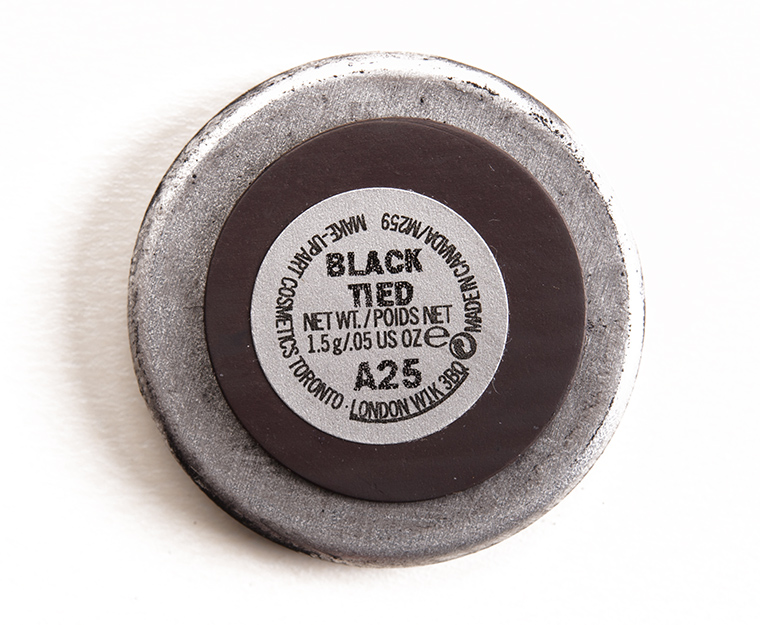 BLACK
TIED
NET WT./POIDS NET
1.5 g/.05 US OZ e
A25
MAKE-UP ART COSMETICS TORONTO · LONDON W1K 3BQ
MADE IN CANADA/M259